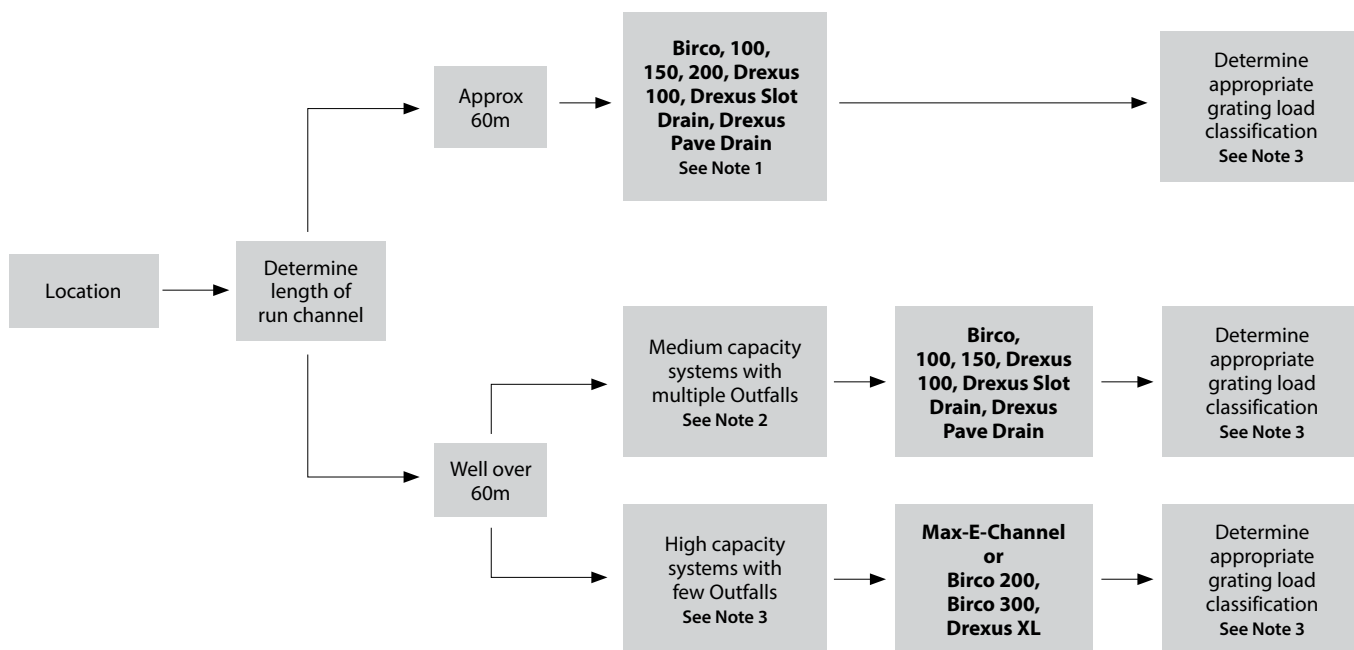 Location
Determine
length of
run channel
Approx
60m
Birco, 100,
150, 200, Drexus
100, Drexus Slot
Drain, Drexus
Pave Drain
See Note 1
Determine
appropriate
grating load
classification
See Note 3
Well over
60m
Medium capacity
systems with
multiple Outfalls
See Note 2
Birco,
100, 150, Drexus
100, Drexus Slot
Drain, Drexus
Pave Drain
Determine
appropriate
grating load
classification
See Note 3
High capacity
systems with
few Outfalls
See Note 3
Max-E-Channel
or
Birco 200,
Birco 300,
Drexus XL
Determine
appropriate
grating load
classification
See Note 3